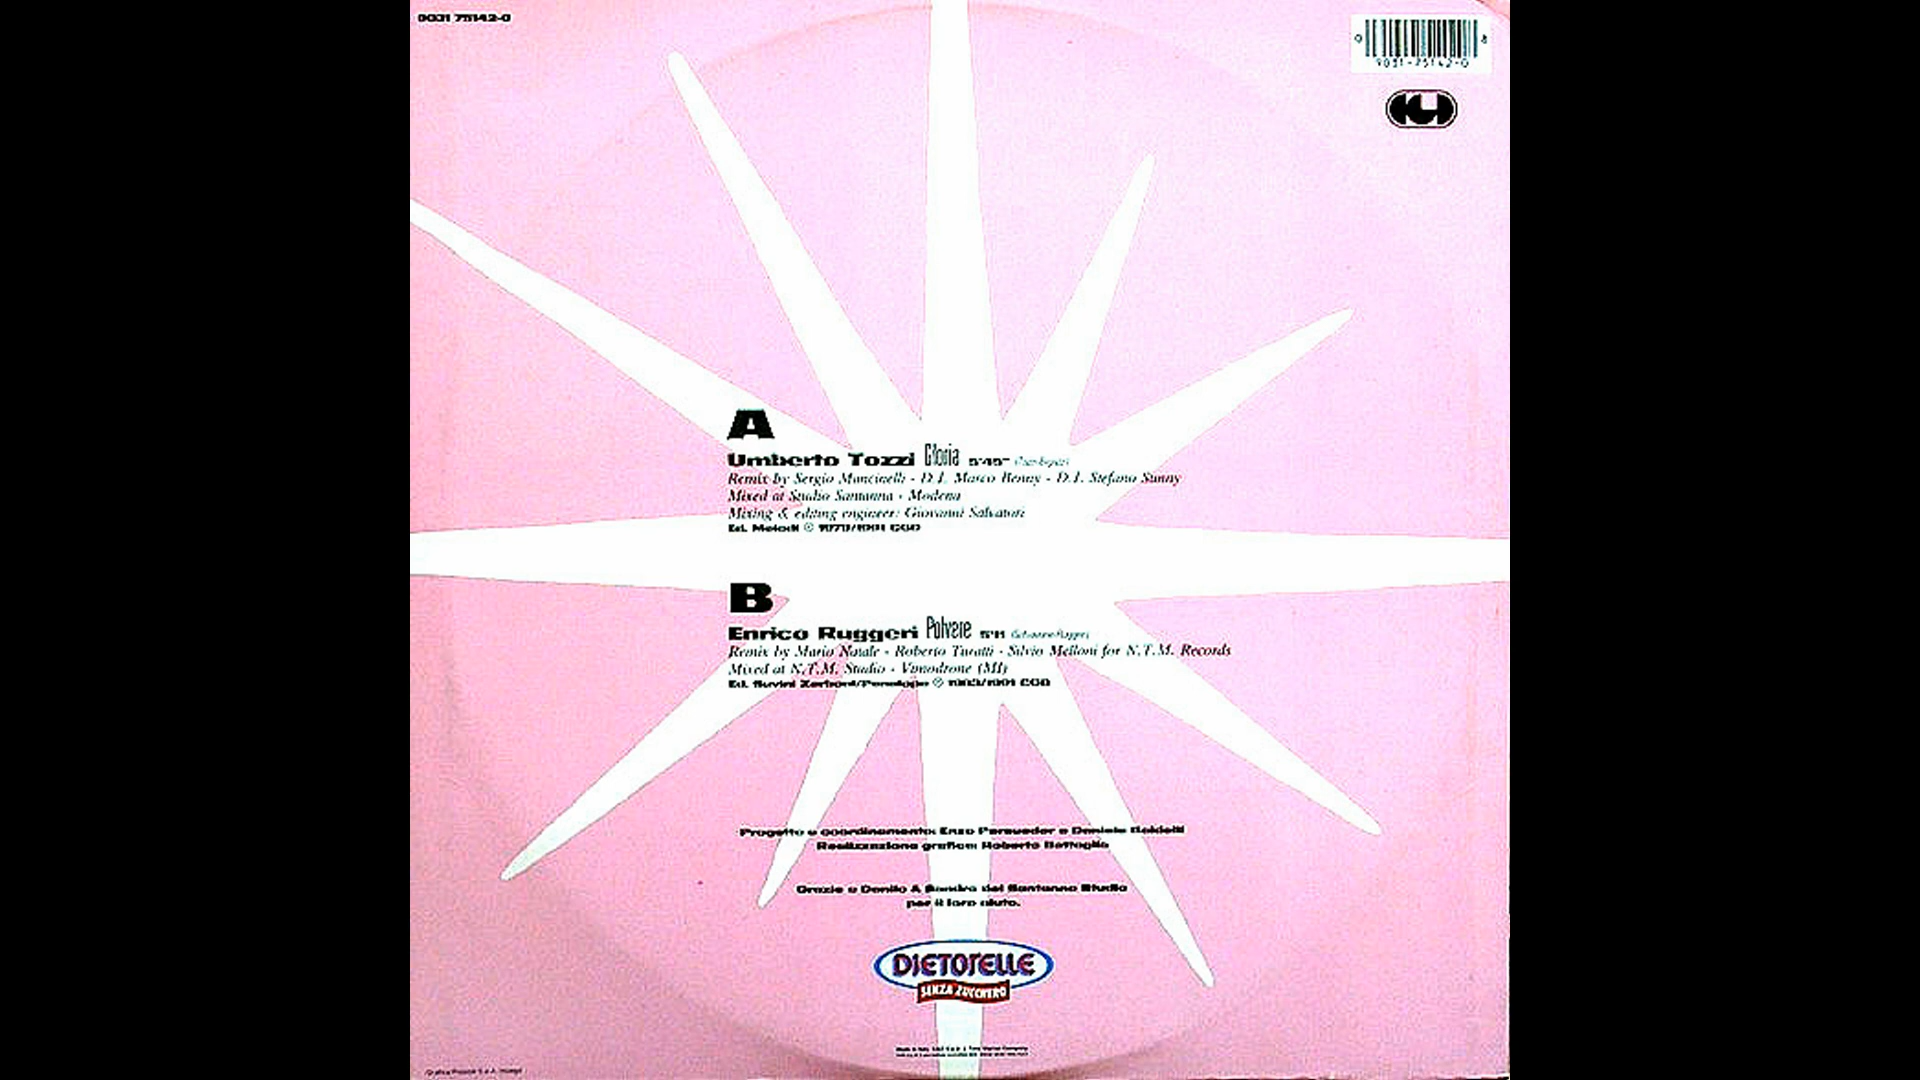 9031 75142-0
9031-75142-0
A
Umberto Tozzi Gloria 5'45"
Remix by Sergio Mancinelli - D.J. Marco Benny - D.J. Stefano Sunny
Mixed at Studio Santanna - Modena
Mixing & editing engineer: Giovanni Salvatori
Ed. Melodi ℗ 1979/1991 CGD
B
Enrico Ruggeri Polvere 5'11
Remix by Mario Natale - Roberto Turatti - Silvio Melloni for N.T.M. Records
Mixed at N.T.M. Studio - Vimodrone (MI)
Ed. Suvini Zerboni/Penelope ℗ 1983/1991 CGD
Progetto e coordinamento: Enzo Persueder e Daniele
Realizzazione grafica: Roberto Battaglia
Grazie a Danilo & Sandra del Santanna Studio
per il loro aiuto.
DIETORELLE
SENZA ZUCCHERO